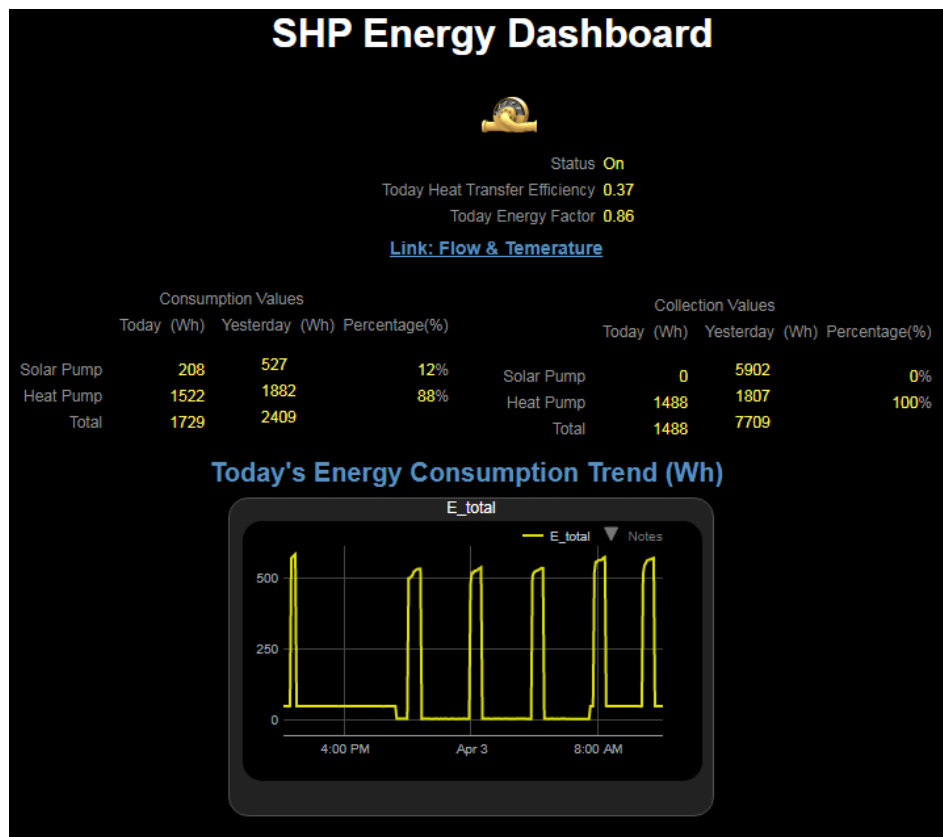 SHP Energy Dashboard
Status On
Today Heat Transfer Efficiency 0.37
Today Energy Factor 0.86
Link: Flow & Temerature
Consumption Values
Today (Wh) Yesterday (Wh) Percentage(%)
Solar Pump 208 527 12%
Heat Pump 1522 1882 88%
Total 1729 2409
Collection Values
Today (Wh) Yesterday (Wh) Percentage(%)
Solar Pump 0 5902 0%
Heat Pump 1488 1807 100%
Total 1488 7709
Today's Energy Consumption Trend (Wh)
E_total
E_total Notes
500
250
0
4:00 PM Apr 3 8:00 AM